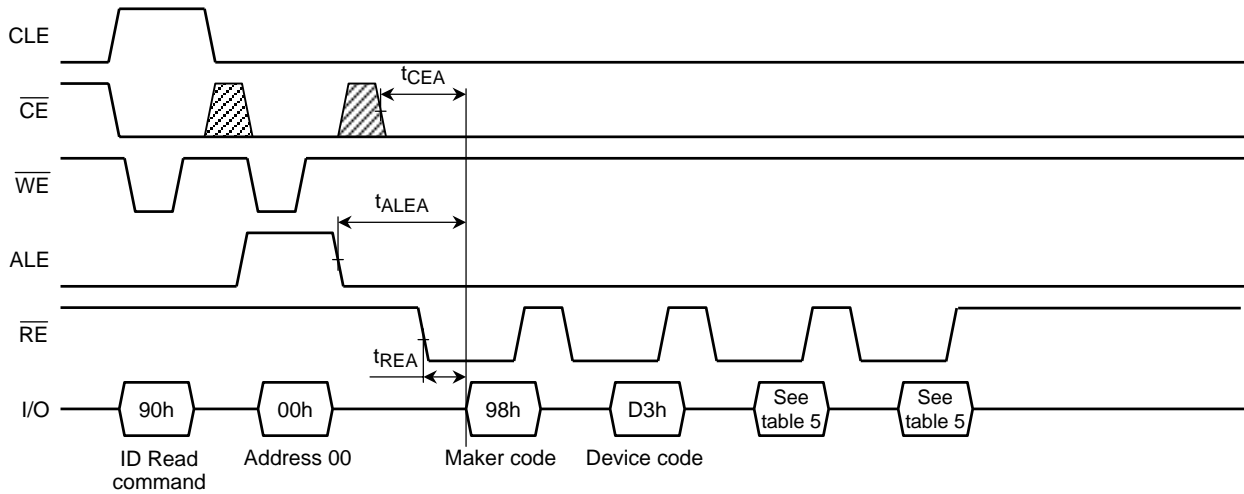 CLE
CE
tCEA
WE
tALEA
ALE
RE
tREA
I/O
90h
00h
98h
D3h
See
table 5
See
table 5
ID Read
command
Address 00
Maker code
Device code